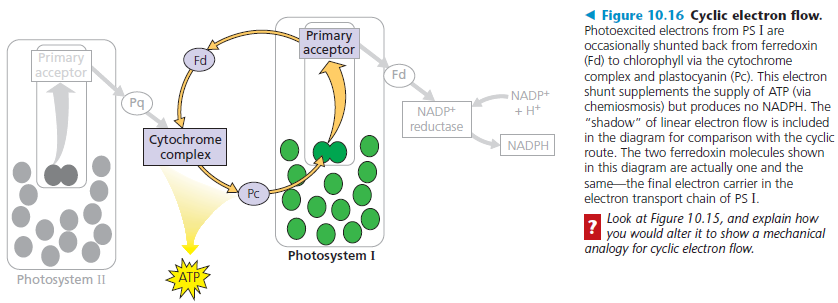 Primary
acceptor
Pq
Fd
Cytochrome
complex
Pc
ATP
Primary
acceptor
Fd
NADP+
reductase
NADP+
+ H+
NADPH
Photosystem II
Photosystem I
◄ Figure 10.16 Cyclic electron flow.
Photoexcited electrons from PS I are
occasionally shunted back from ferredoxin
(Fd) to chlorophyll via the cytochrome
complex and plastocyanin (Pc). This electron
shunt supplements the supply of ATP (via
chemiosmosis) but produces no NADPH. The
"shadow" of linear electron flow is included
in the diagram for comparison with the cyclic
route. The two ferredoxin molecules shown
in this diagram are actually one and the
same—the final electron carrier in the
electron transport chain of PS I.
? Look at Figure 10.15, and explain how
you would alter it to show a mechanical
analogy for cyclic electron flow.